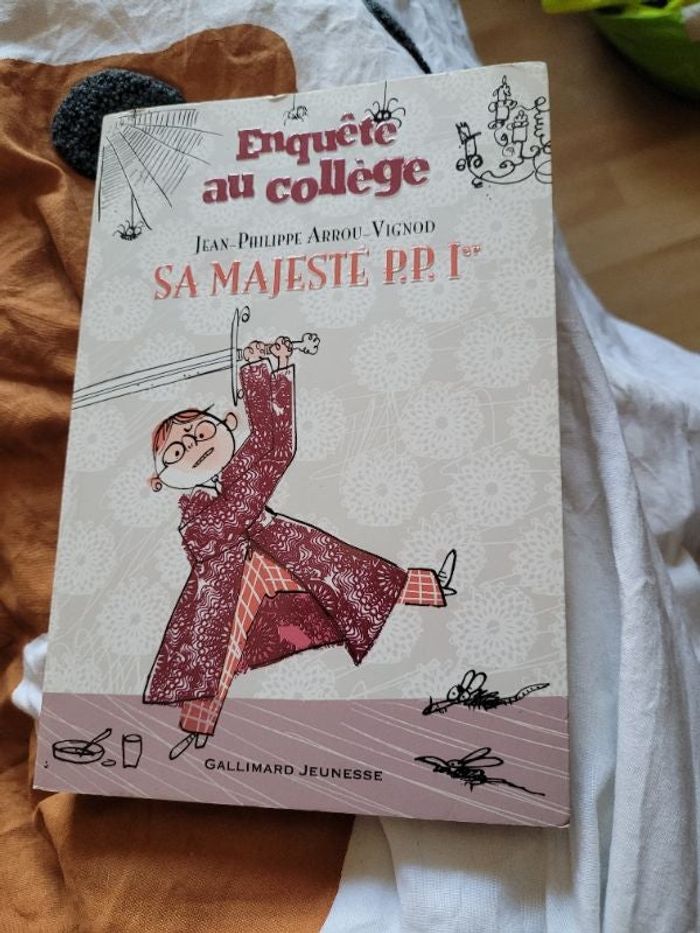 Enquête
au collège
Jean-Philippe Arrou-Vignod
SA MAJESTÉ P.P. Ier
Gallimard Jeunesse